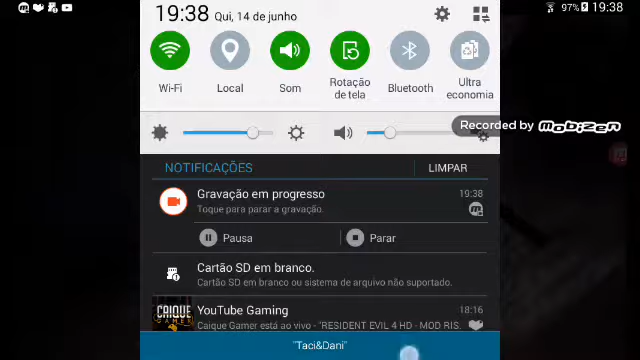 97% 19:38
19:38 Qui, 14 de junho
Wi-Fi Local Som Rotação de tela Bluetooth Ultra economia
Recorded by MOBIZEN
NOTIFICAÇÕES LIMPAR
Gravação em progresso 19:38
Toque para parar a gravação.
Pausa Parar
Cartão SD em branco.
Cartão SD em branco ou sistema de arquivo não suportado.
CAIQUE
GAMER
YouTube Gaming 18:16
Caique Gamer está ao vivo - "RESIDENT EVIL 4 HD - MOD RIS.
"Taci&Dani"